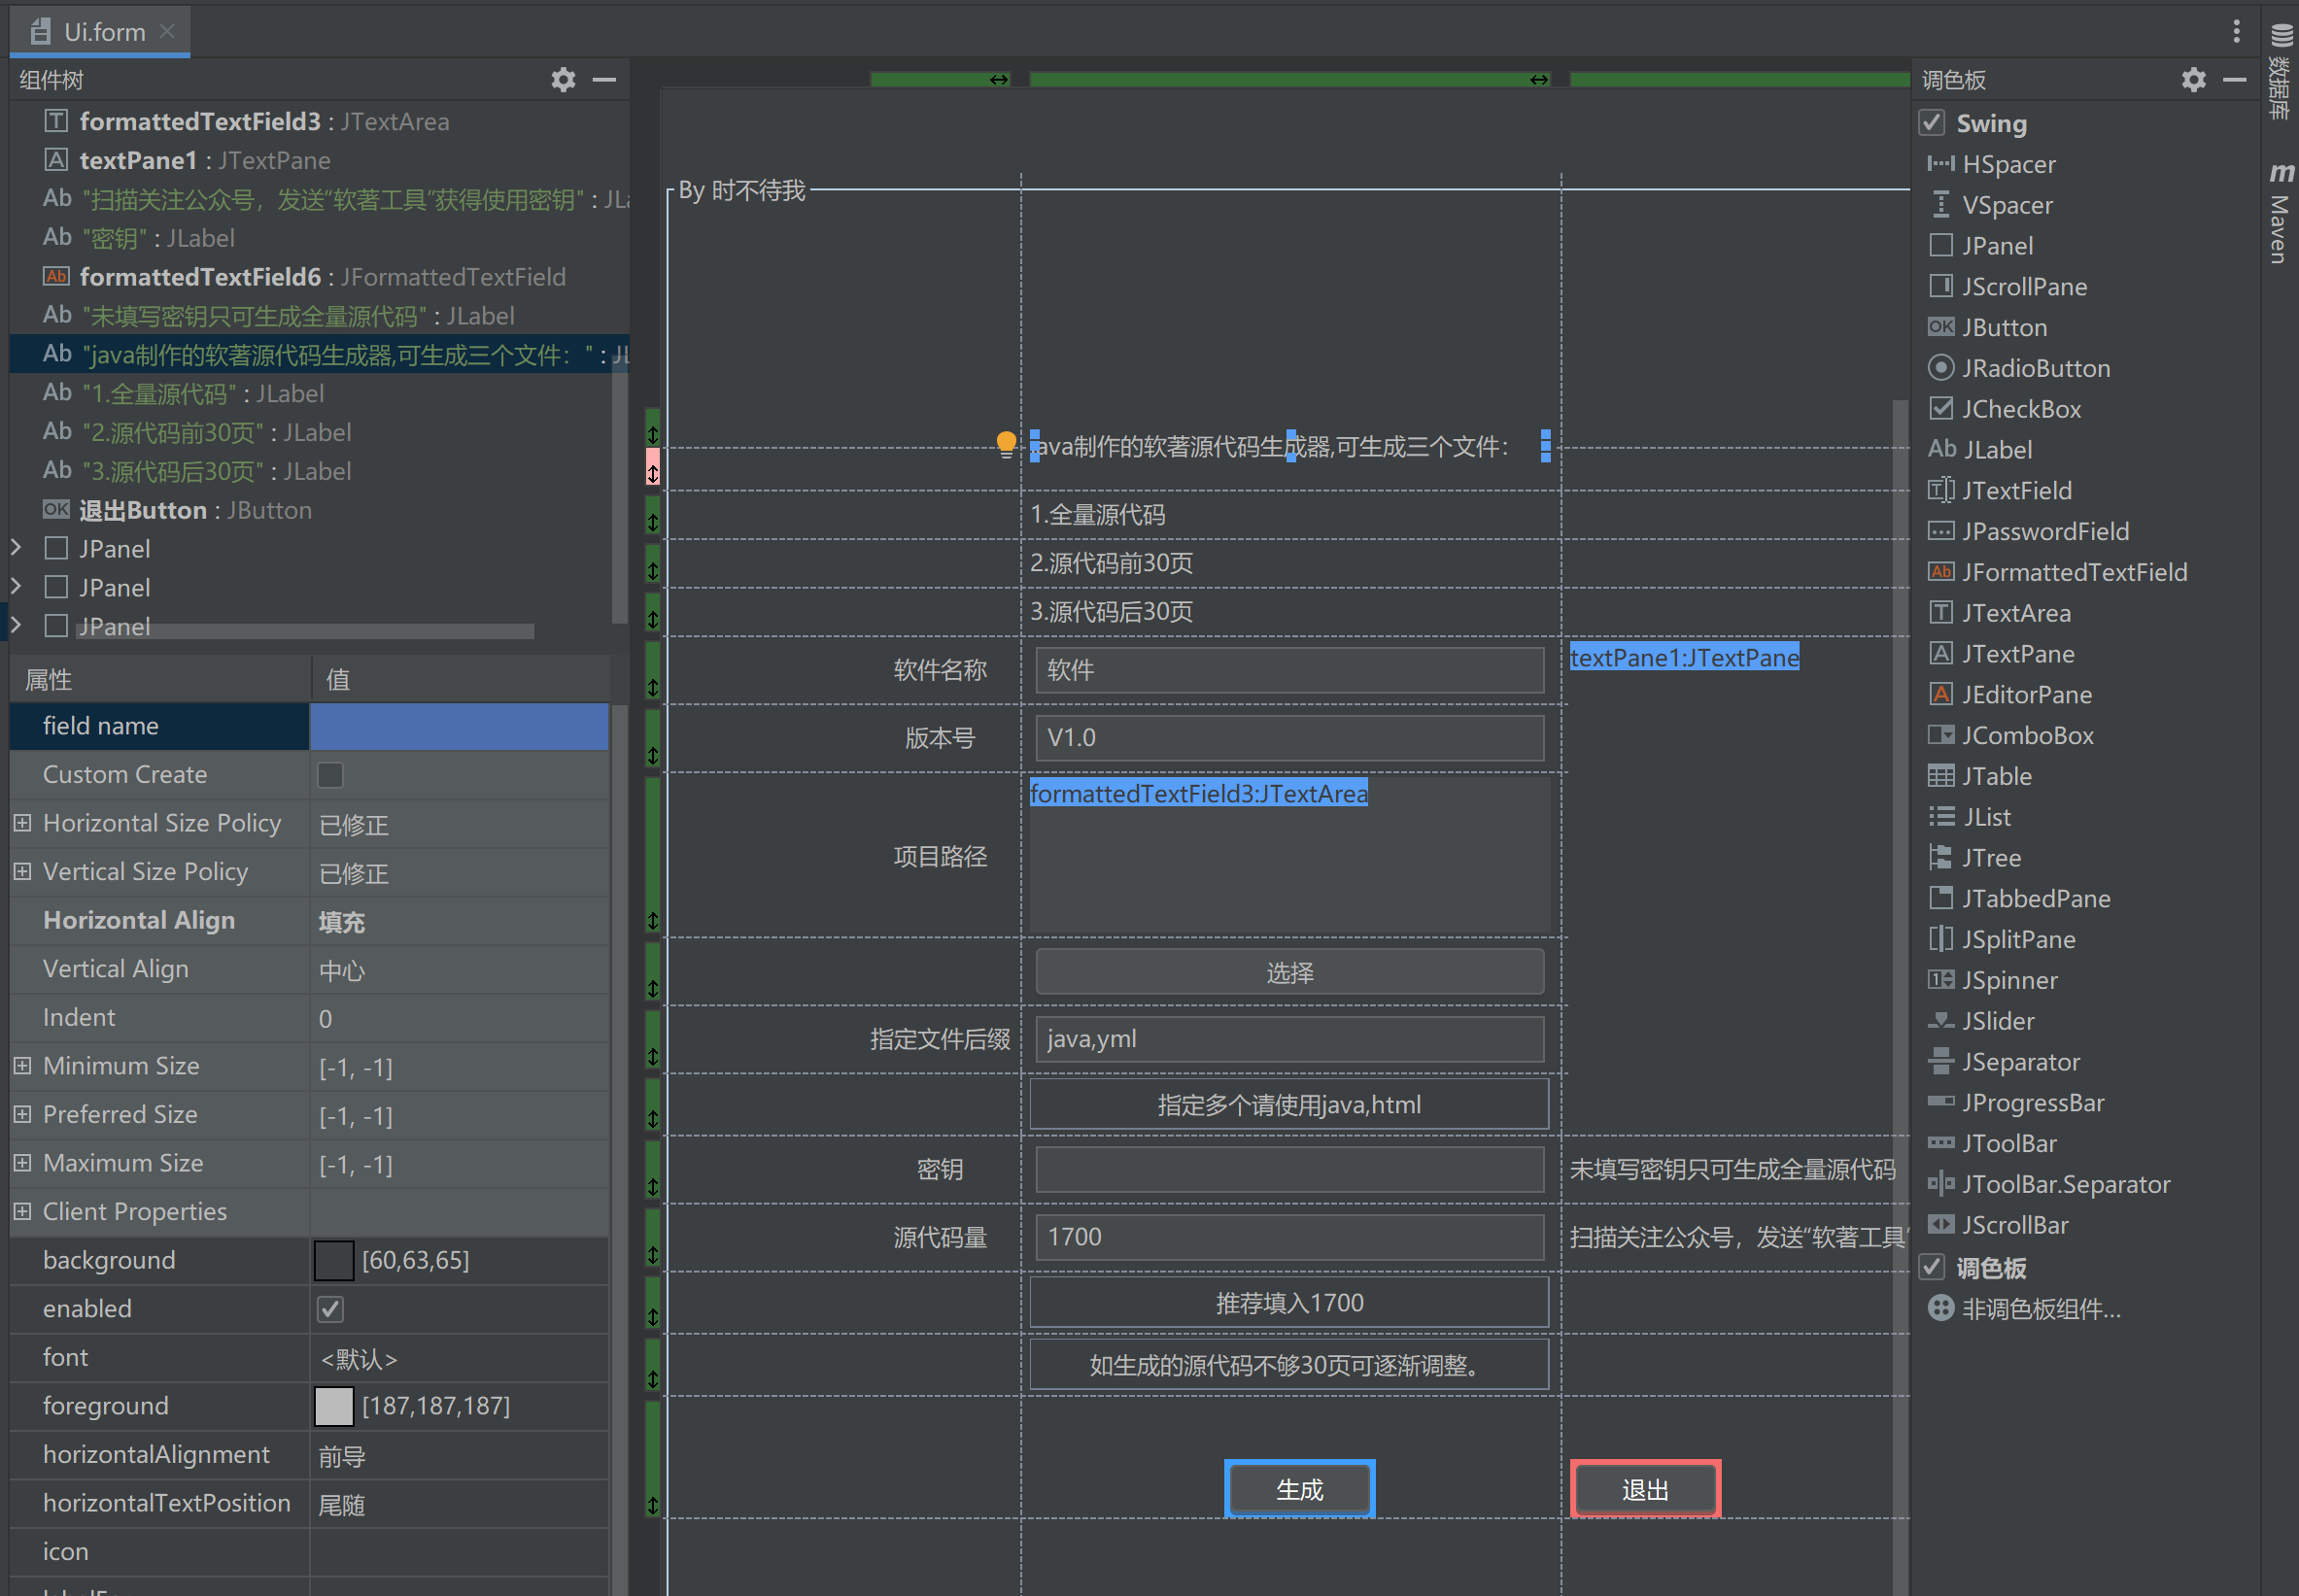 Ui.form
组件树
formattedTextField3 : JTextArea
textPane1 : JTextPane
Ab "扫描关注公众号，发送“软著工具”获得使用密钥" : JLa
Ab "密钥" : JLabel
Ab formattedTextField6 : JFormattedTextField
Ab "未填写密钥只可生成全量源代码" : JLabel
Ab "java制作的软著源代码生成器,可生成三个文件：" : JL
Ab "1.全量源代码" : JLabel
Ab "2.源代码前30页" : JLabel
Ab "3.源代码后30页" : JLabel
OK 退出Button : JButton
JPanel
JPanel
JPanel
属性 值
field name
Custom Create
Horizontal Size Policy 已修正
Vertical Size Policy 已修正
Horizontal Align 填充
Vertical Align 中心
Indent 0
Minimum Size [-1, -1]
Preferred Size [-1, -1]
Maximum Size [-1, -1]
Client Properties
background [60,63,65]
enabled
font <默认>
foreground [187,187,187]
horizontalAlignment 前导
horizontalTextPosition 尾随
icon
By 时不待我
java制作的软著源代码生成器,可生成三个文件：
1.全量源代码
2.源代码前30页
3.源代码后30页
软件名称 软件 textPane1:JTextPane
版本号 V1.0
formattedTextField3:JTextArea
项目路径
选择
指定文件后缀 java,yml
指定多个请使用java,html
密钥 未填写密钥只可生成全量源代码
源代码量 1700 扫描关注公众号，发送“软著工具”
推荐填入1700
如生成的源代码不够30页可逐渐调整。
生成 退出
调色板
Swing
HSpacer
VSpacer
JPanel
JScrollPane
OK JButton
JRadioButton
JCheckBox
Ab JLabel
JTextField
JPasswordField
Ab JFormattedTextField
JTextArea
JTextPane
JEditorPane
JComboBox
JTable
JList
JTree
JTabbedPane
JSplitPane
JSpinner
JSlider
JSeparator
JProgressBar
JToolBar
JToolBar.Separator
JScrollBar
调色板
非调色板组件...
数据库
m Maven